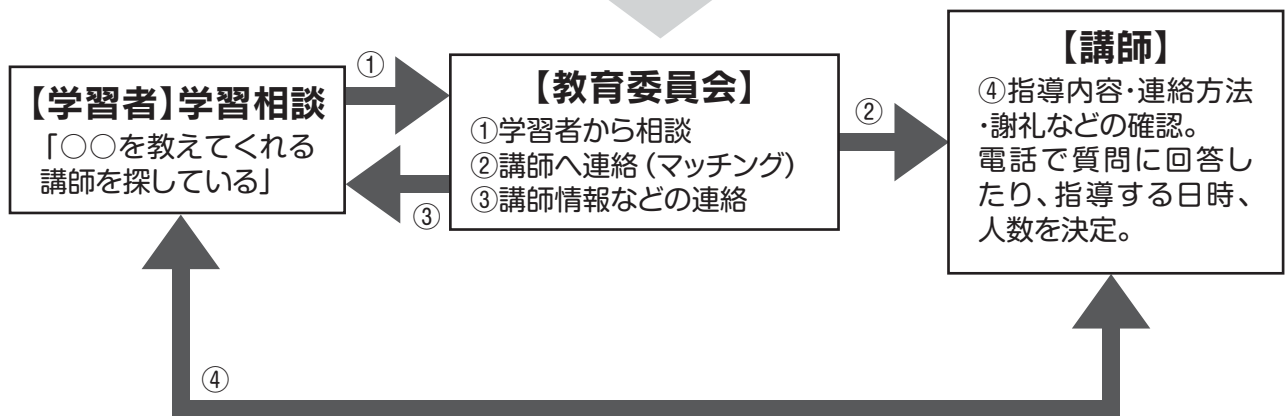 ①
【学習者】学習相談
「○○を教えてくれる
講師を探している」
【教育委員会】
①学習者から相談
②講師へ連絡（マッチング）
③講師情報などの連絡
②
③
【講師】
④指導内容・連絡方法
・謝礼などの確認。
電話で質問に回答し
たり、指導する日時、
人数を決定。
④